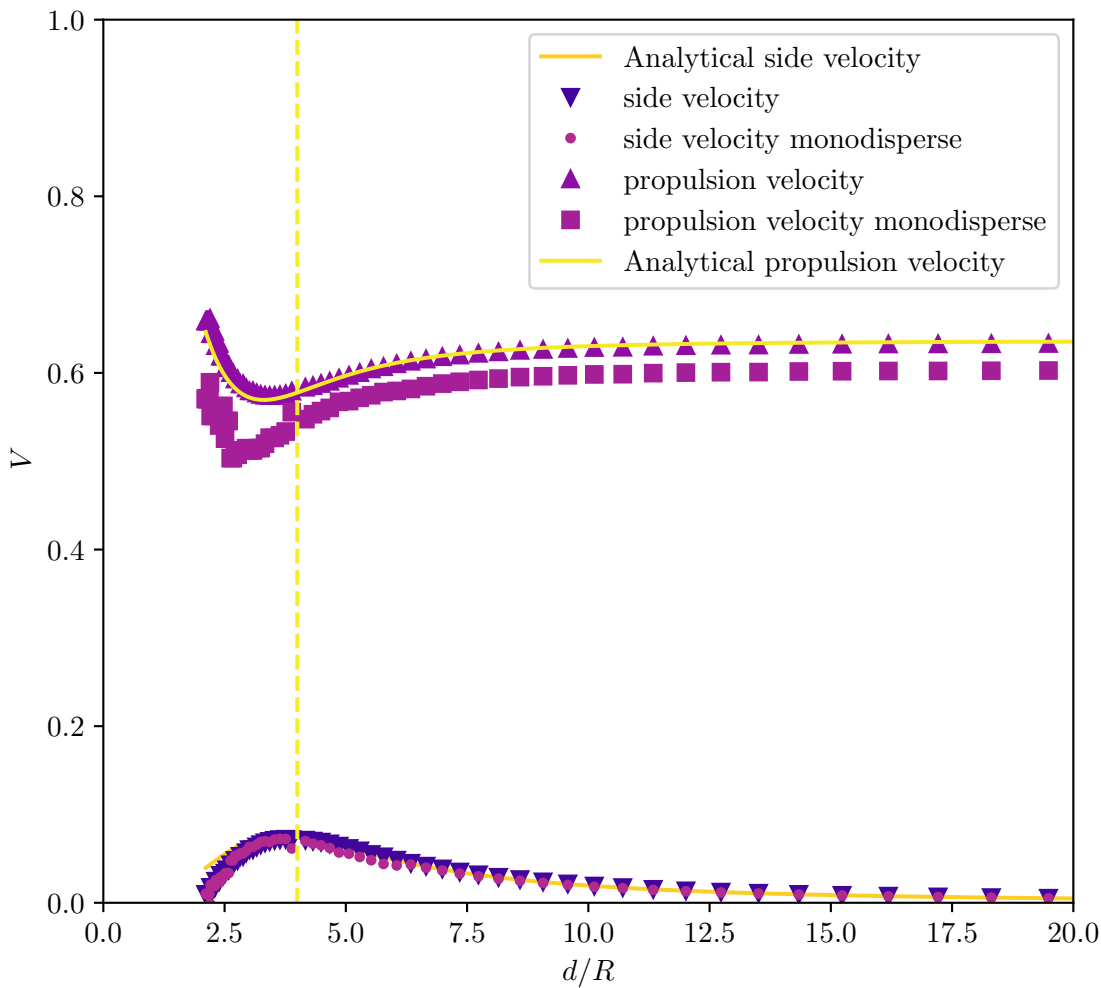 1.0
0.8
0.6
0.4
0.2
0.0
V
Analytical side velocity
side velocity
side velocity monodisperse
propulsion velocity
propulsion velocity monodisperse
Analytical propulsion velocity
0.0 2.5 5.0 7.5 10.0 12.5 15.0 17.5 20.0
d/R